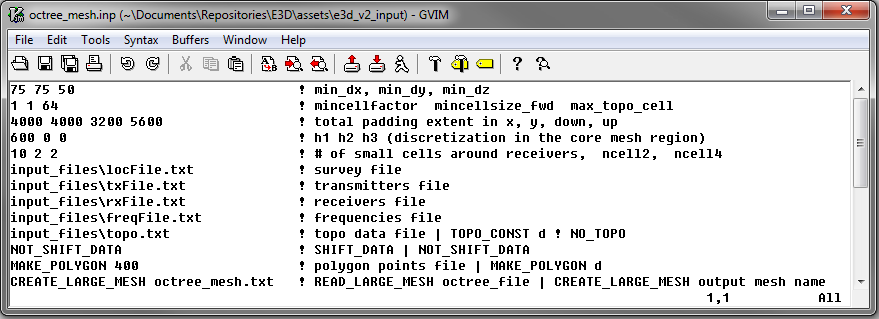 octree_mesh.inp (~\Documents\Repositories\E3D\assets\e3d_v2_input) - GVIM
File Edit Tools Syntax Buffers Window Help
75 75 50 ! min_dx, min_dy, min_dz
1 1 64 ! mincellfactor mincellsize_fwd max_topo_cell
4000 4000 3200 5600 ! total padding extent in x, y, down, up
600 0 0 ! h1 h2 h3 (discretization in the core mesh region)
10 2 2 ! # of small cells around receivers, ncell2, ncell4
input_files\locFile.txt ! survey file
input_files\txFile.txt ! transmitters file
input_files\rxFile.txt ! receivers file
input_files\freqFile.txt ! frequencies file
input_files\topo.txt ! topo data file | TOPO_CONST d ! NO_TOPO
NOT_SHIFT_DATA ! SHIFT_DATA | NOT_SHIFT_DATA
MAKE_POLYGON 400 ! polygon points file | MAKE_POLYGON d
CREATE_LARGE_MESH octree_mesh.txt ! READ_LARGE_MESH octree_file | CREATE_LARGE_MESH output mesh name
1,1 All